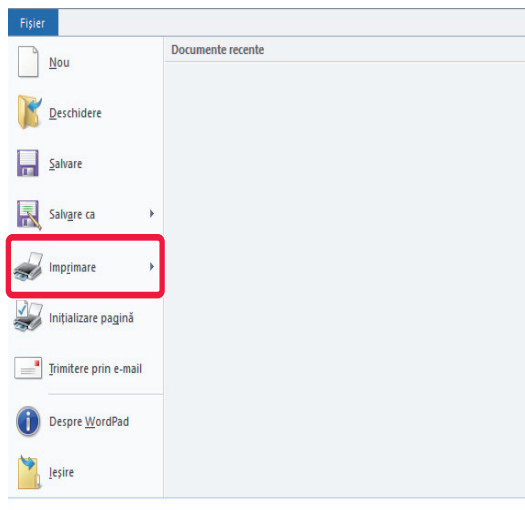 Fișier
Documente recente
Nou
Deschidere
Salvare
Salvare ca
Imprimare
Inițializare pagină
Trimitere prin e-mail
Despre WordPad
Ieșire